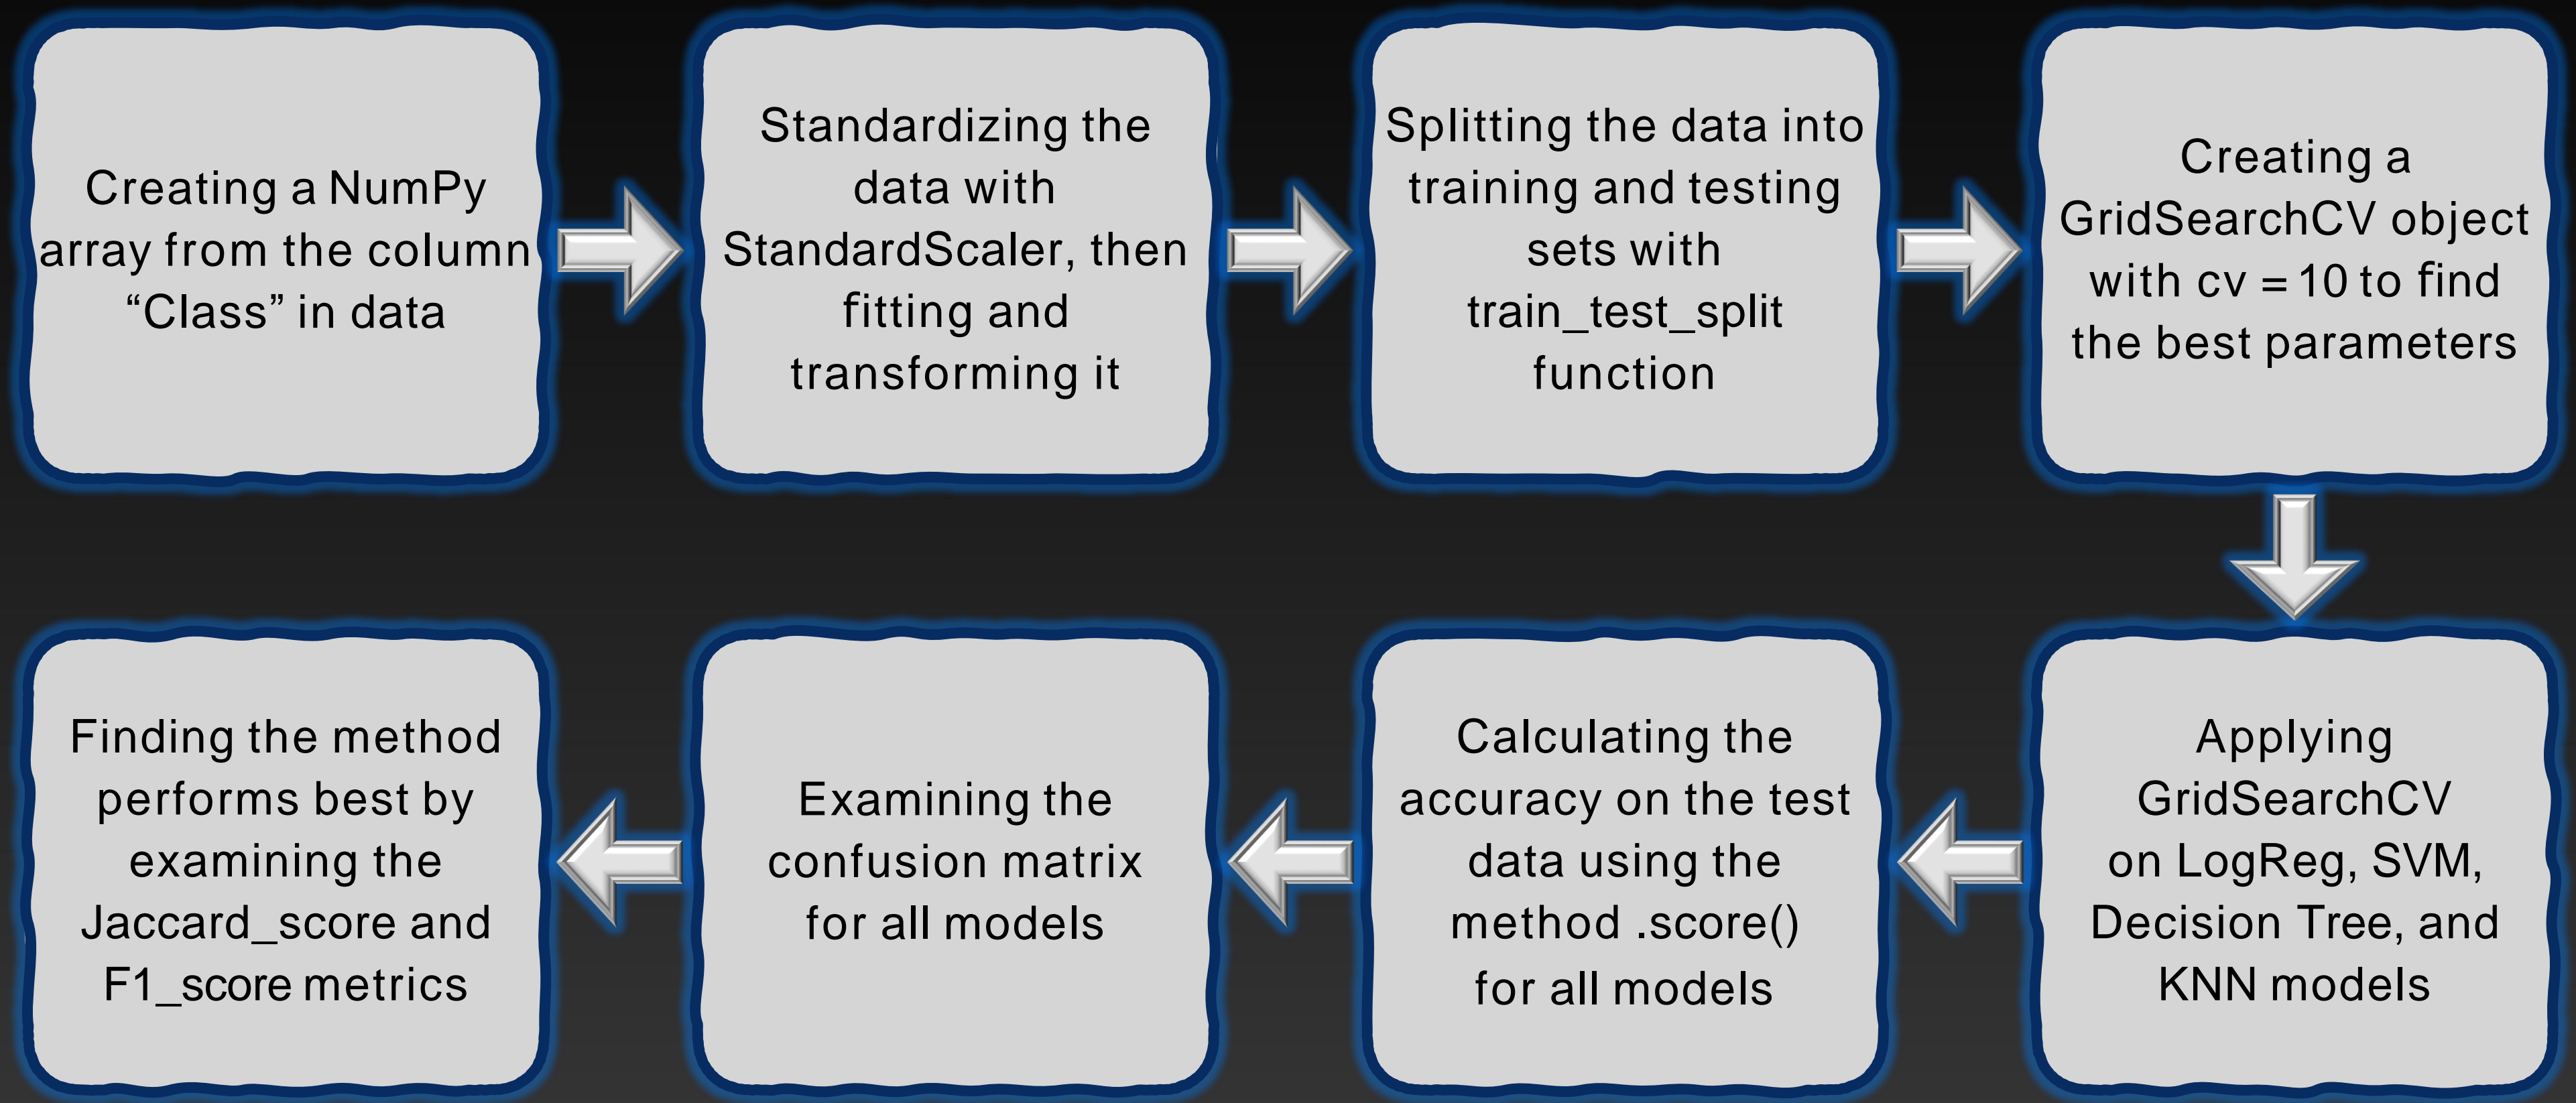 Creating a NumPy
array from the column
“Class” in data
Standardizing the
data with
StandardScaler, then
fitting and
transforming it
Splitting the data into
training and testing
sets with
train_test_split
function
Creating a
GridSearchCV object
with cv = 10 to find
the best parameters
Applying
GridSearchCV
on LogReg, SVM,
Decision Tree, and
KNN models
Calculating the
accuracy on the test
data using the
method .score()
for all models
Examining the
confusion matrix
for all models
Finding the method
performs best by
examining the
Jaccard_score and
F1_score metrics